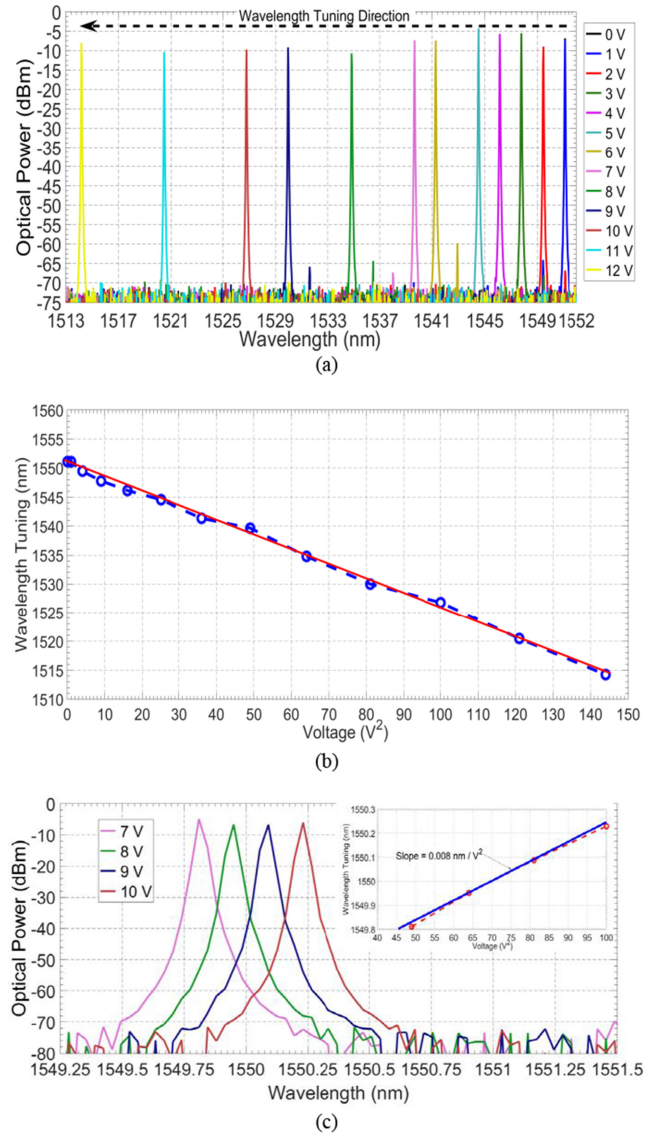 Wavelength Tuning Direction
Optical Power (dBm)
0
-5
-10
-15
-20
-25
-30
-35
-40
-45
-50
-55
-60
-65
-70
-75
0 V
1 V
2 V
3 V
4 V
5 V
6 V
7 V
8 V
9 V
10 V
11 V
12 V
1513 1517 1521 1525 1529 1533 1537 1541 1545 1549 1552
Wavelength (nm)
(a)
Wavelength Tuning (nm)
1560
1555
1550
1545
1540
1535
1530
1525
1520
1515
1510
0 10 20 30 40 50 60 70 80 90 100 110 120 130 140 150
Voltage (V²)
(b)
Optical Power (dBm)
0
-10
-20
-30
-40
-50
-60
-70
-80
7 V
8 V
9 V
10 V
Wavelength Tuning (nm)
1550.3
1550.2
1550.1
1550
1549.9
1549.8
Slope = 0.008 nm / V²
40 46 52 58 64 70 75 80 85 90 95 100
1549.25 1549.5 1549.75 1550 1550.25 1550.5 1550.75 1551 1551.25 1551.5
Wavelength (nm)
(c)